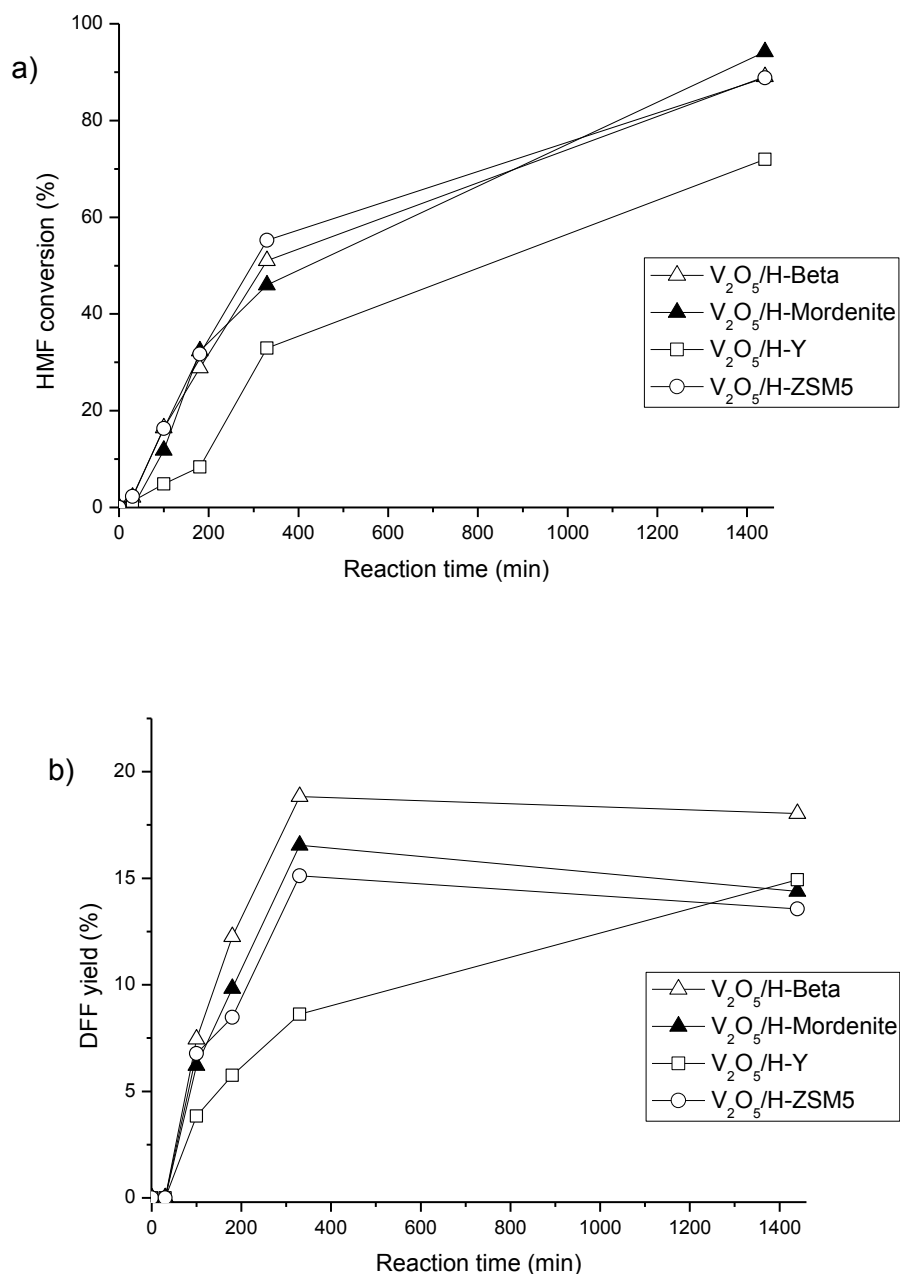 a)
100
80
60
40
20
0
HMF conversion (%)
0 200 400 600 800 1000 1200 1400
Reaction time (min)
V₂O₅/H-Beta
V₂O₅/H-Mordenite
V₂O₅/H-Y
V₂O₅/H-ZSM5
b)
20
15
10
5
0
DFF yield (%)
0 200 400 600 800 1000 1200 1400
Reaction time (min)
V₂O₅/H-Beta
V₂O₅/H-Mordenite
V₂O₅/H-Y
V₂O₅/H-ZSM5